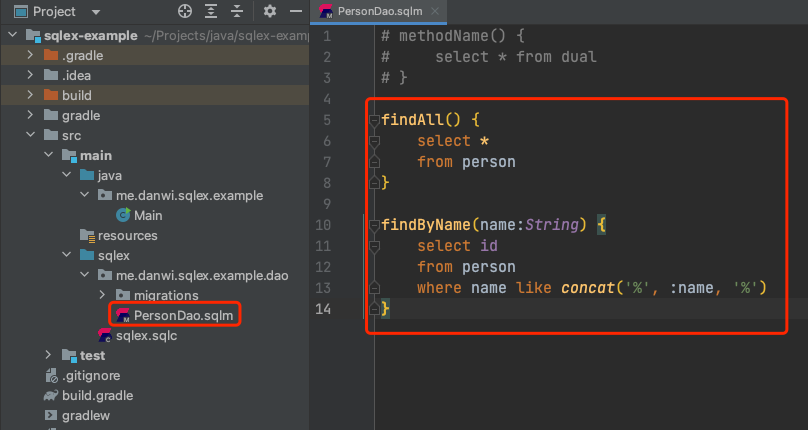 Project
PersonDao.sqlm
sqlex-example ~/Projects/java/sqlex-exam
.gradle
.idea
build
gradle
src
main
java
me.danwi.sqlex.example
Main
resources
sqlex
me.danwi.sqlex.example.dao
migrations
PersonDao.sqlm
sqlex.sqlc
test
.gitignore
build.gradle
gradlew
1 # methodName() {
2 #     select * from dual
3 # }
4
5 findAll() {
6     select *
7     from person
8 }
9
10 findByName(name:String) {
11     select id
12     from person
13     where name like concat('%', :name, '%')
14 }